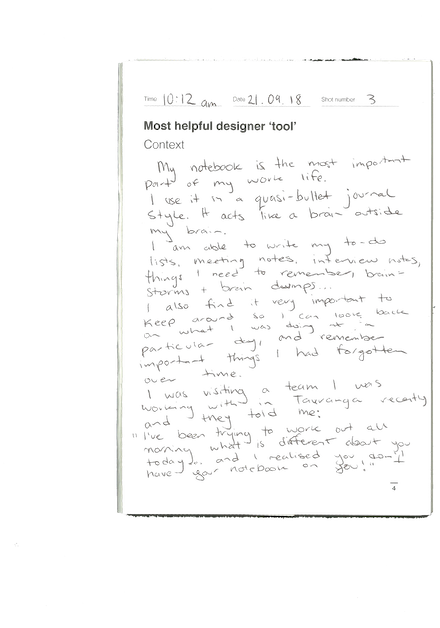 Time 10:12 am Date 21.09.18 Shot number 3
Most helpful designer 'tool'
Context
My notebook is the most important
part of my work life.
I use it in a quasi-bullet journal
style. It acts like a brain outside
my brain.
I am able to write my to-do
lists, meeting notes, interview notes,
things I need to remember, brain-
storms + brain dumps...
I also find it very important to
keep around so I can look back
on what I was doing in
particular day, and remember
important things I had forgotten
over time.
I was visiting a team I was
working with in Tauranga recently
and they told me:
"I've been trying to work out all
morning what is different about you
today... and I realised you don't
have your notebook on you!"
4